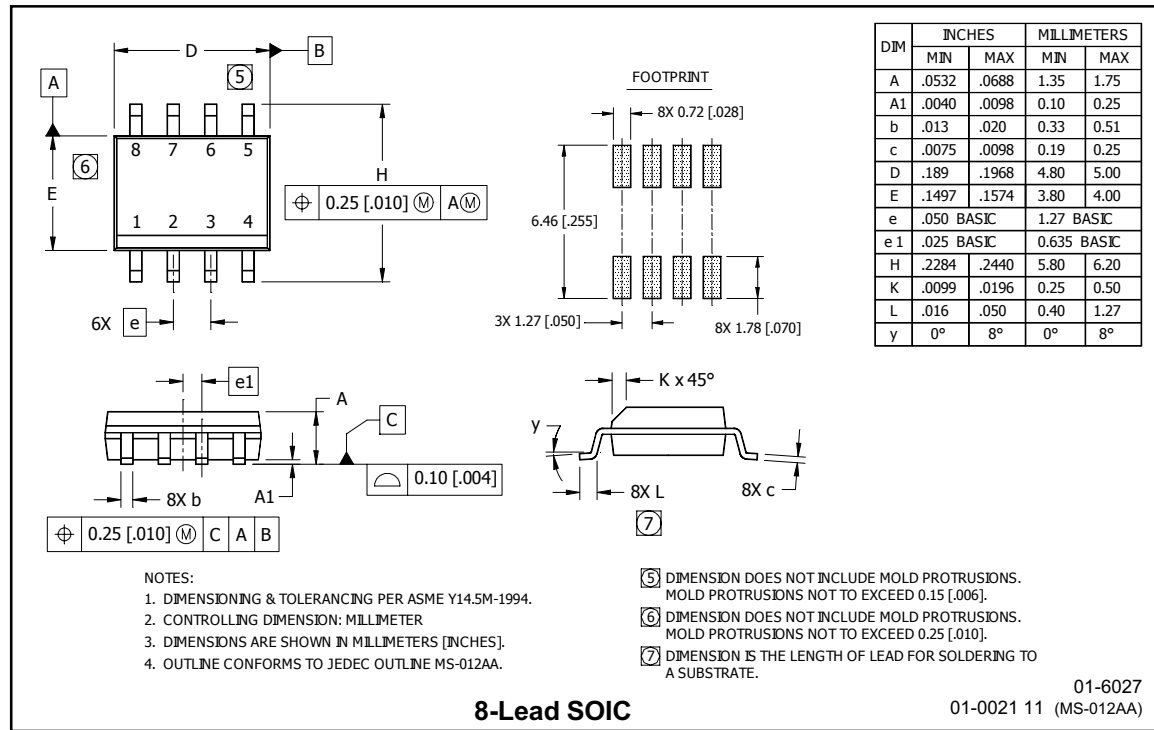 D
B
5
A
8 7 6 5
6
E
H
1 2 3 4
⌖ 0.25 [.010] Ⓜ AⓂ
6X e
FOOTPRINT
8X 0.72 [.028]
6.46 [.255]
3X 1.27 [.050]
8X 1.78 [.070]
DIM INCHES MILLIMETERS
MIN MAX MIN MAX
A .0532 .0688 1.35 1.75
A1 .0040 .0098 0.10 0.25
b .013 .020 0.33 0.51
c .0075 .0098 0.19 0.25
D .189 .1968 4.80 5.00
E .1497 .1574 3.80 4.00
e .050 BASIC 1.27 BASIC
e 1 .025 BASIC 0.635 BASIC
H .2284 .2440 5.80 6.20
K .0099 .0196 0.25 0.50
L .016 .050 0.40 1.27
y 0° 8° 0° 8°
e1
A
C
⌓ 0.10 [.004]
8X b
A1
⌖ 0.25 [.010] Ⓜ C A B
K x 45°
y
8X L
7
8X c
NOTES:
1. DIMENSIONING & TOLERANCING PER ASME Y14.5M-1994.
2. CONTROLLING DIMENSION: MILLIMETER
3. DIMENSIONS ARE SHOWN IN MILLIMETERS [INCHES].
4. OUTLINE CONFORMS TO JEDEC OUTLINE MS-012AA.
5 DIMENSION DOES NOT INCLUDE MOLD PROTRUSIONS.
MOLD PROTRUSIONS NOT TO EXCEED 0.15 [.006].
6 DIMENSION DOES NOT INCLUDE MOLD PROTRUSIONS.
MOLD PROTRUSIONS NOT TO EXCEED 0.25 [.010].
7 DIMENSION IS THE LENGTH OF LEAD FOR SOLDERING TO
A SUBSTRATE.
8-Lead SOIC
01-6027
01-0021 11 (MS-012AA)